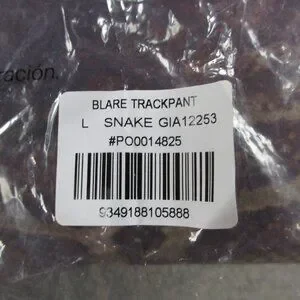 ración.
BLARE TRACKPANT
L SNAKE GIA12253
#PO0014825
9349188105888